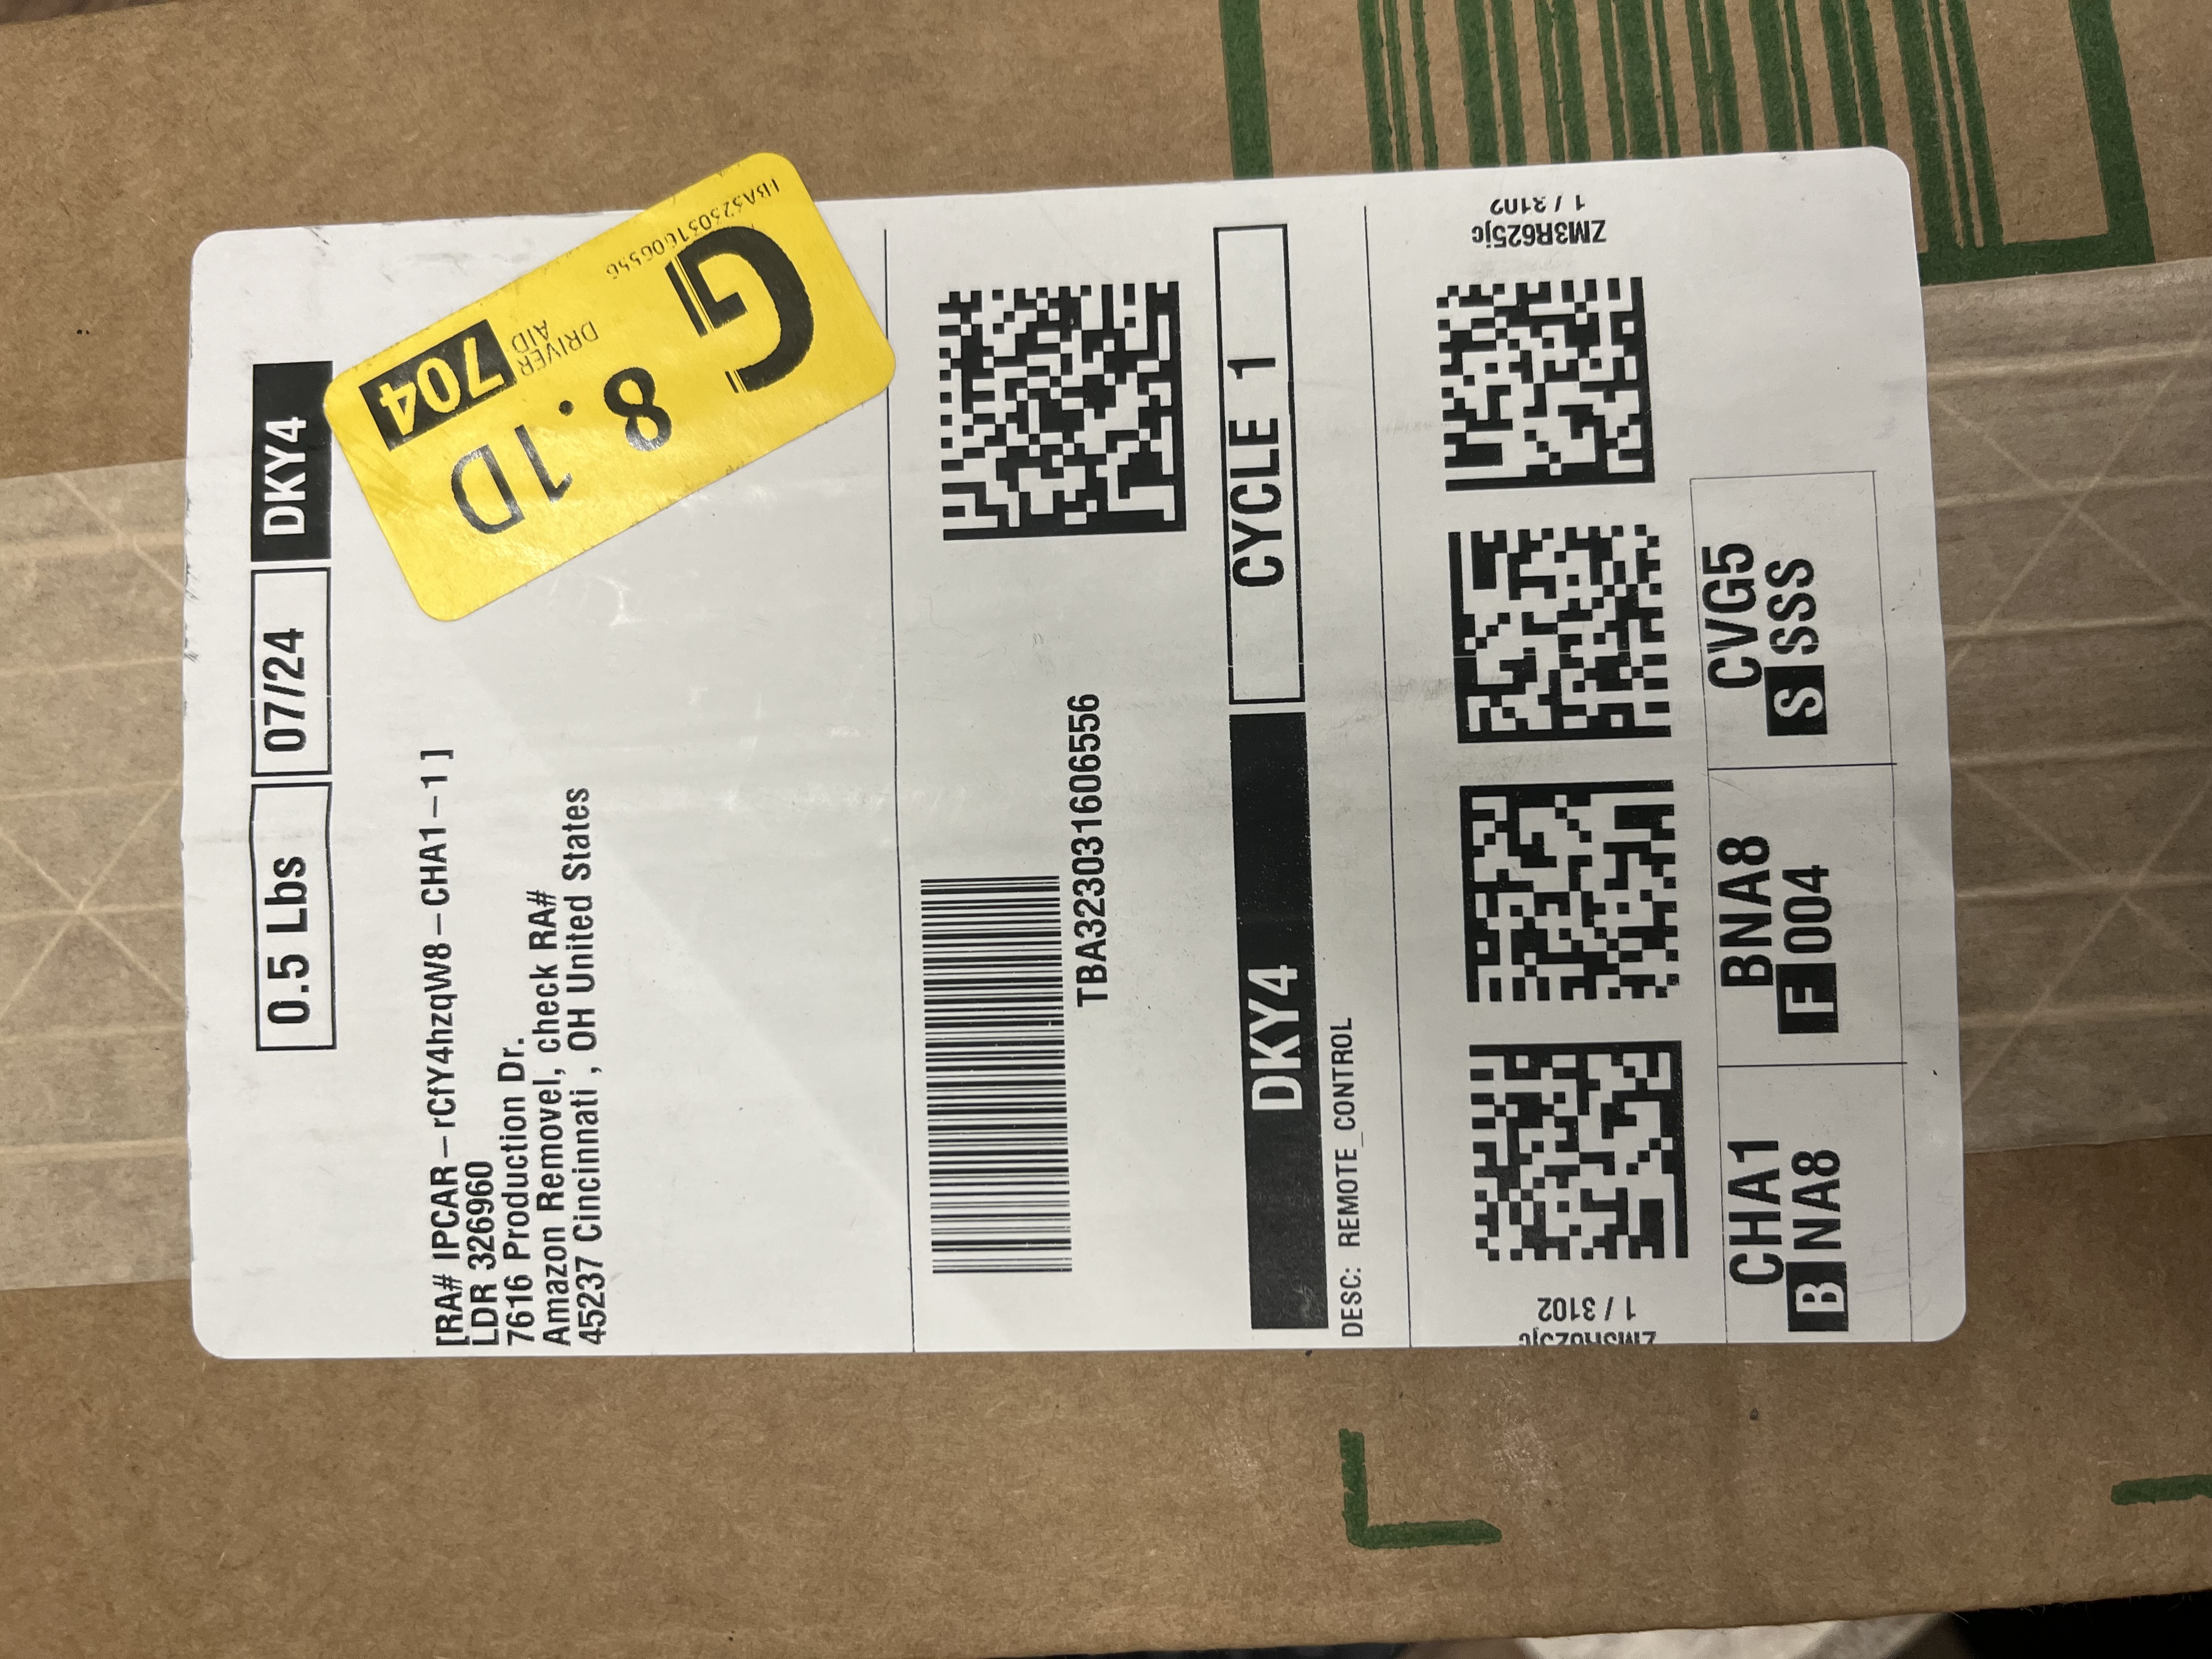 0.5 Lbs 07/24 DKY4
[RA# IPCAR-rCfY4hzqW8-CHA1-1 ]
LDR 326960
7616 Production Dr.
Amazon Removel, check RA#
45237 Cincinnati , OH United States
G
8.1D
DRIVER
AID
704
TBA323031606556
DKY4 CYCLE 1
DESC: REMOTE_CONTROL
1 / 3102
ZM3R625jc
1 / 3102
CHA1
B NA8
BNA8
F 004
CVG5
S SSS